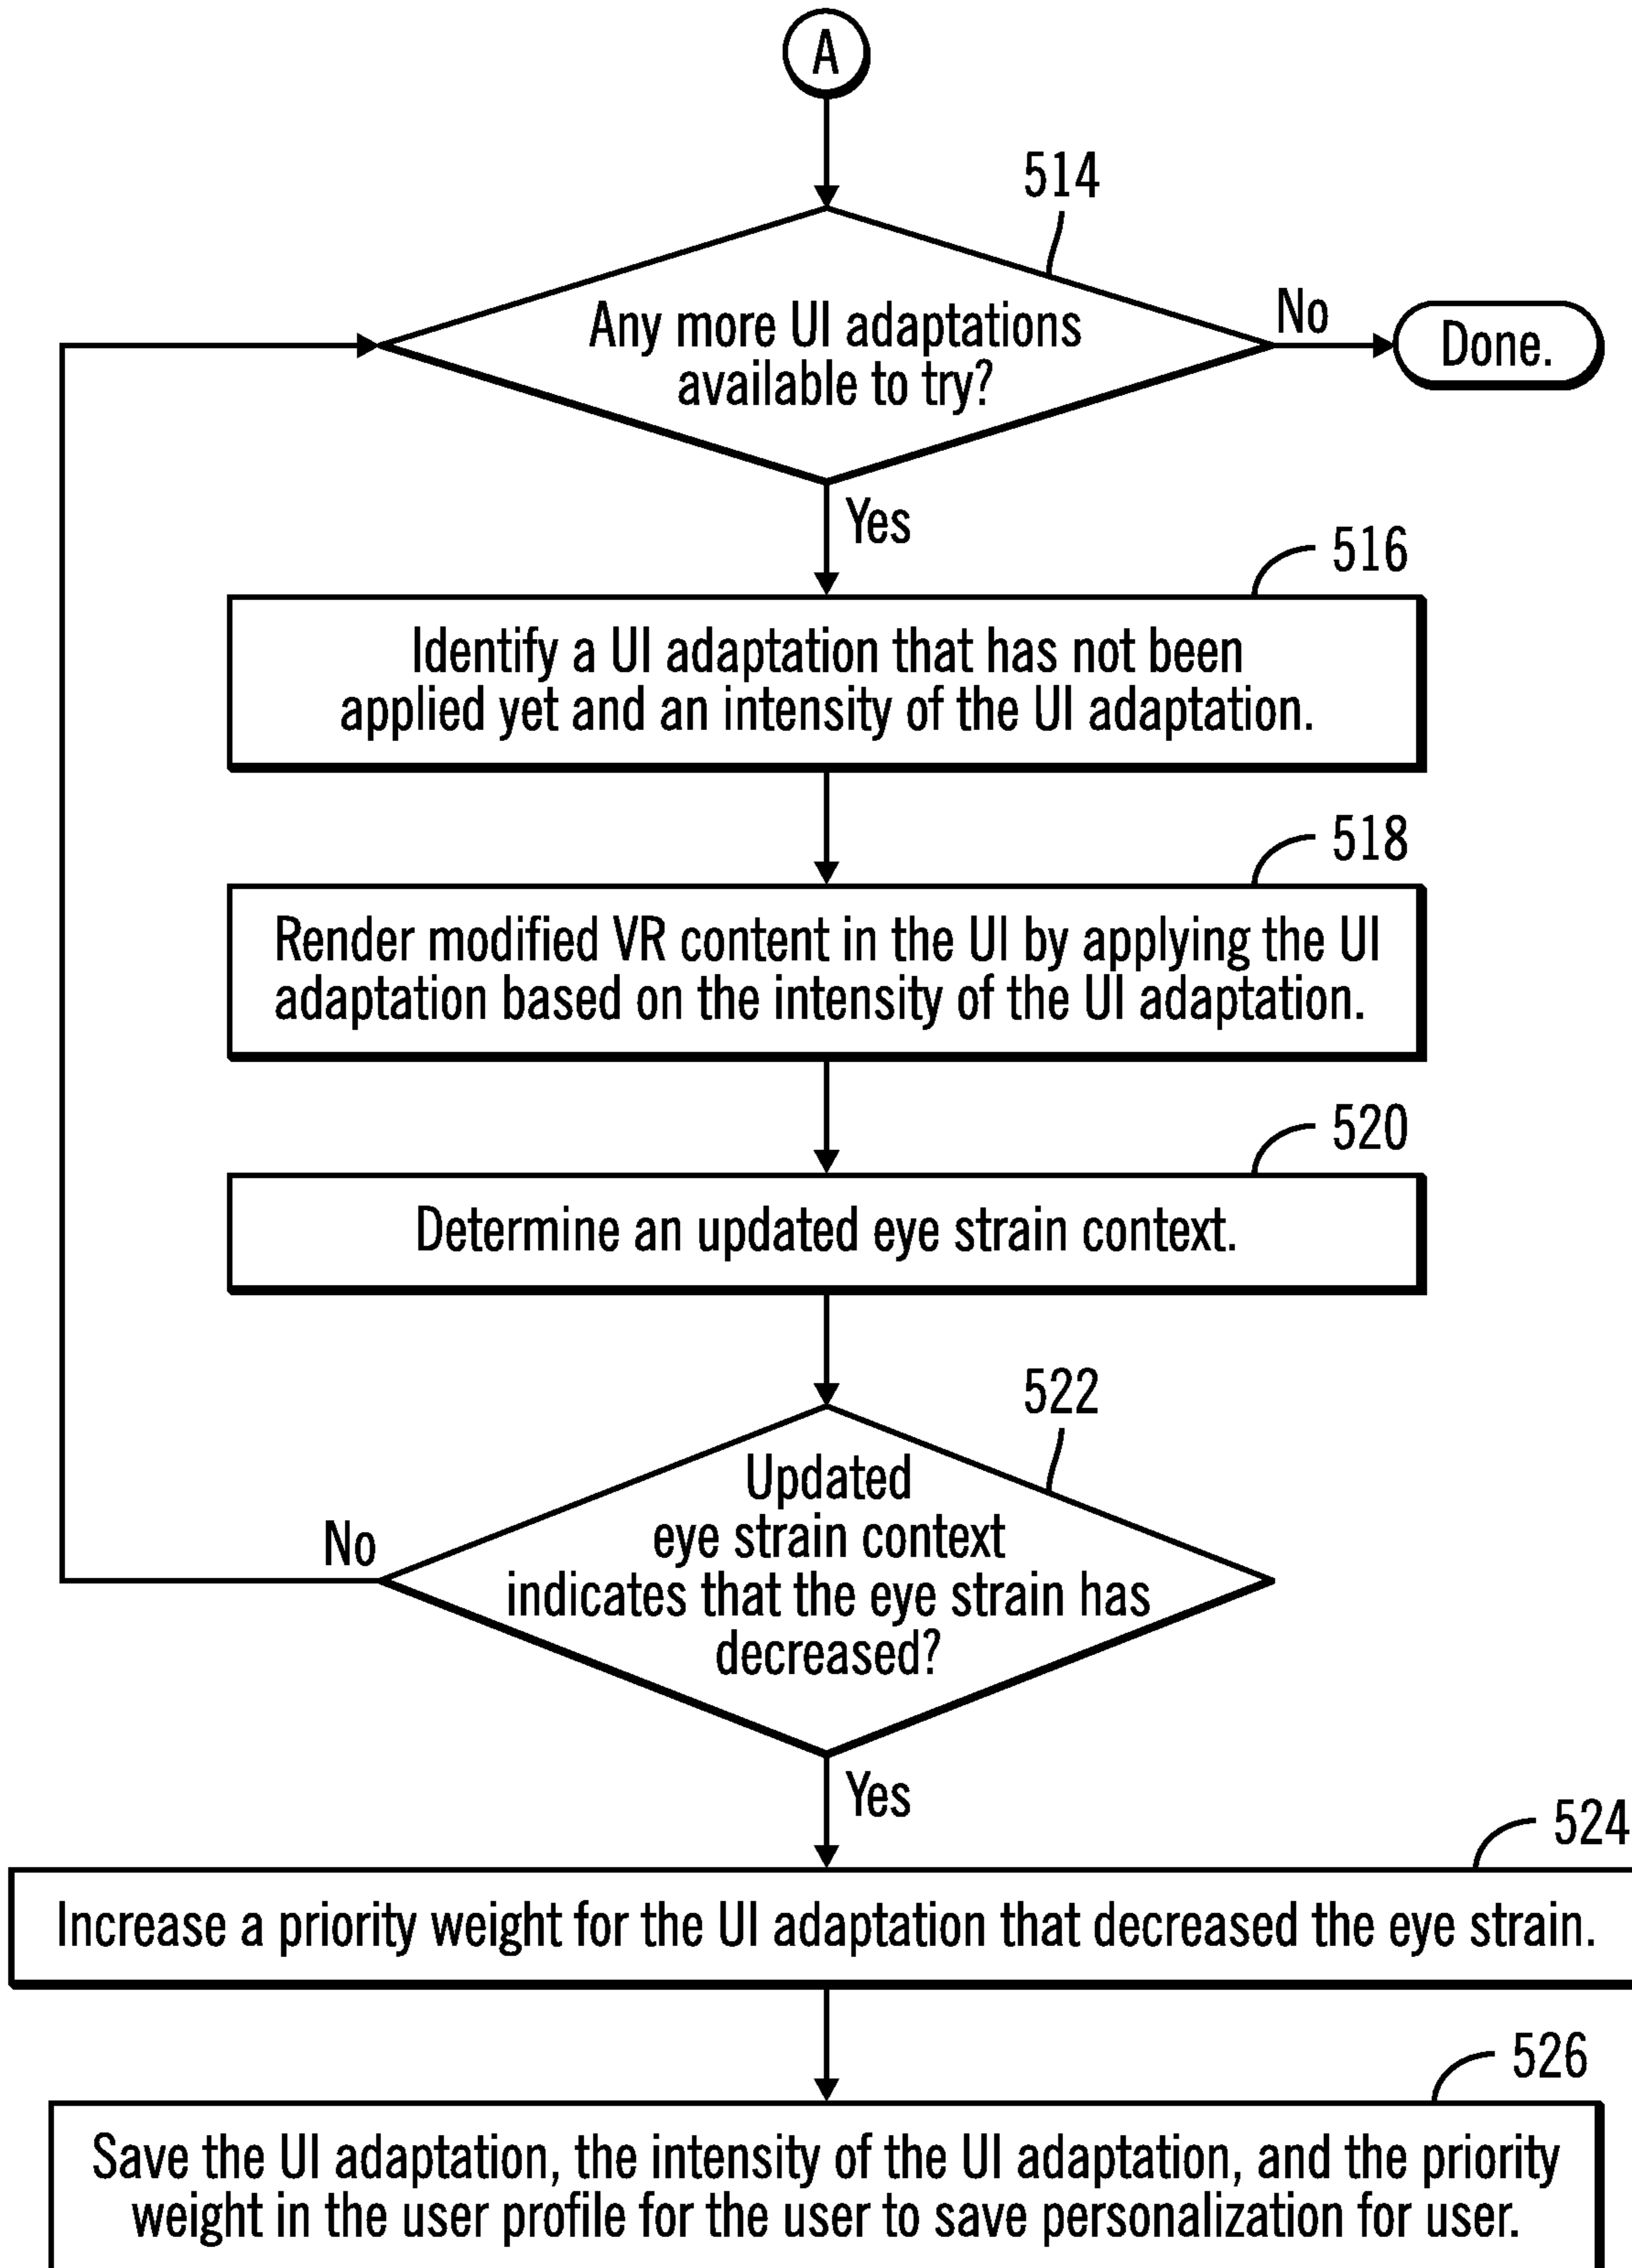 A
514
Any more UI adaptations
available to try?
No
Done.
Yes
516
Identify a UI adaptation that has not been
applied yet and an intensity of the UI adaptation.
518
Render modified VR content in the UI by applying the UI
adaptation based on the intensity of the UI adaptation.
520
Determine an updated eye strain context.
522
Updated
eye strain context
indicates that the eye strain has
decreased?
No
Yes
524
Increase a priority weight for the UI adaptation that decreased the eye strain.
526
Save the UI adaptation, the intensity of the UI adaptation, and the priority
weight in the user profile for the user to save personalization for user.